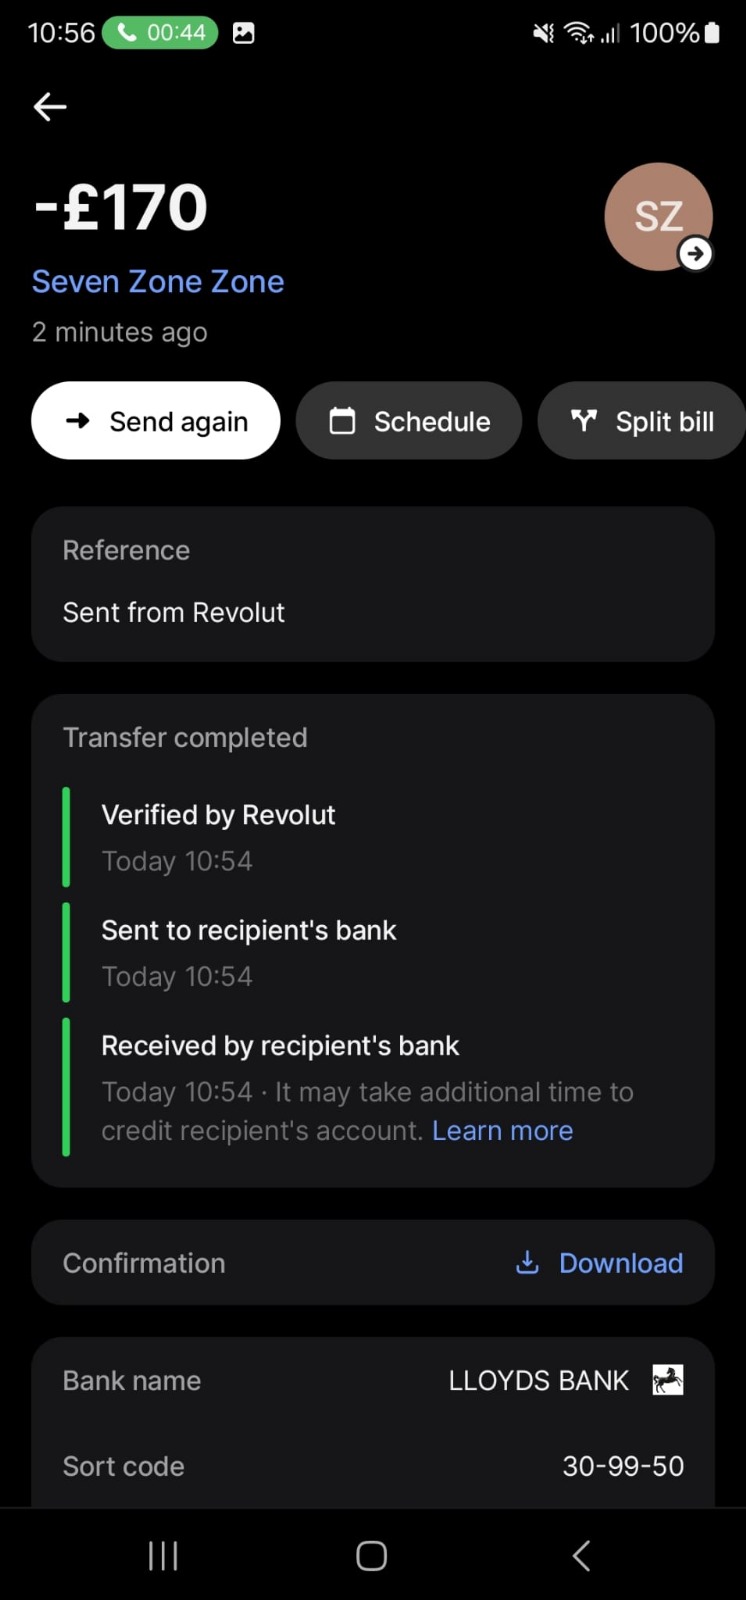 10:56 00:44 100%
-£170
SZ
Seven Zone Zone
2 minutes ago
Send again Schedule Split bill
Reference
Sent from Revolut
Transfer completed
Verified by Revolut
Today 10:54
Sent to recipient's bank
Today 10:54
Received by recipient's bank
Today 10:54 · It may take additional time to
credit recipient's account. Learn more
Confirmation Download
Bank name LLOYDS BANK
Sort code 30-99-50